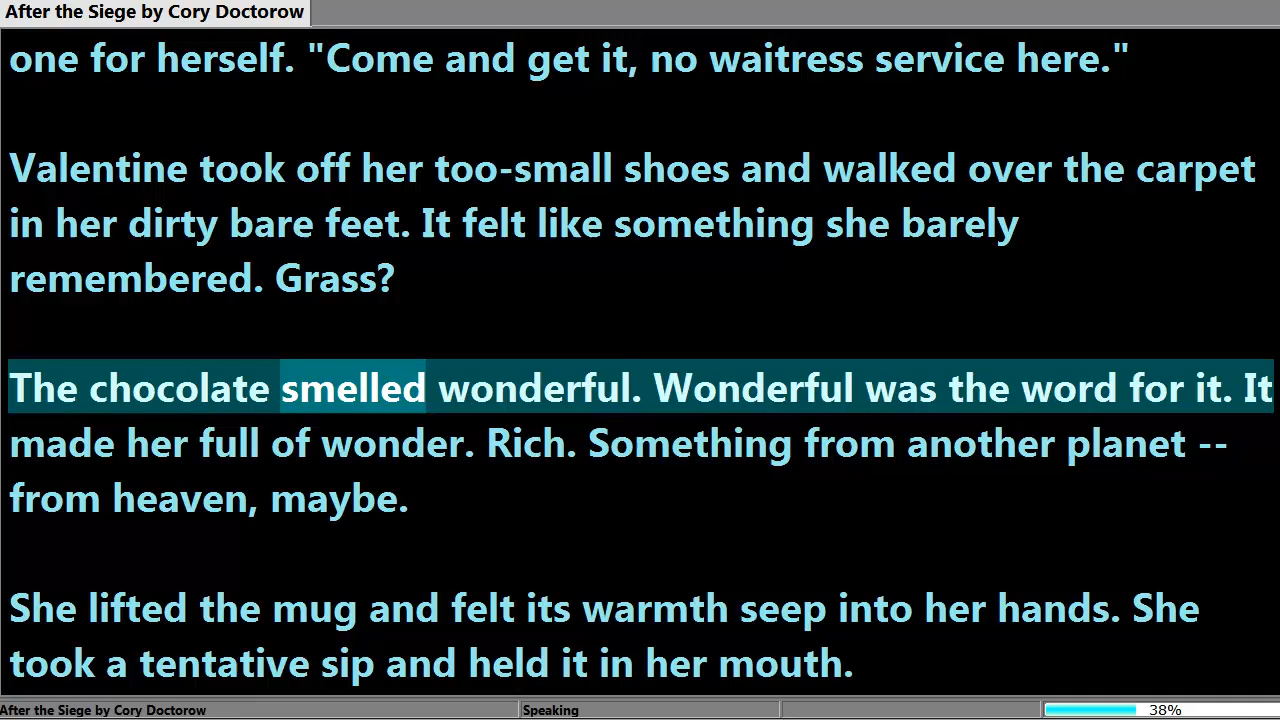 After the Siege by Cory Doctorow
one for herself. "Come and get it, no waitress service here."
Valentine took off her too-small shoes and walked over the carpet
in her dirty bare feet. It felt like something she barely
remembered. Grass?
The chocolate smelled wonderful. Wonderful was the word for it. It
made her full of wonder. Rich. Something from another planet --
from heaven, maybe.
She lifted the mug and felt its warmth seep into her hands. She
took a tentative sip and held it in her mouth.
After the Siege by Cory Doctorow Speaking 38%